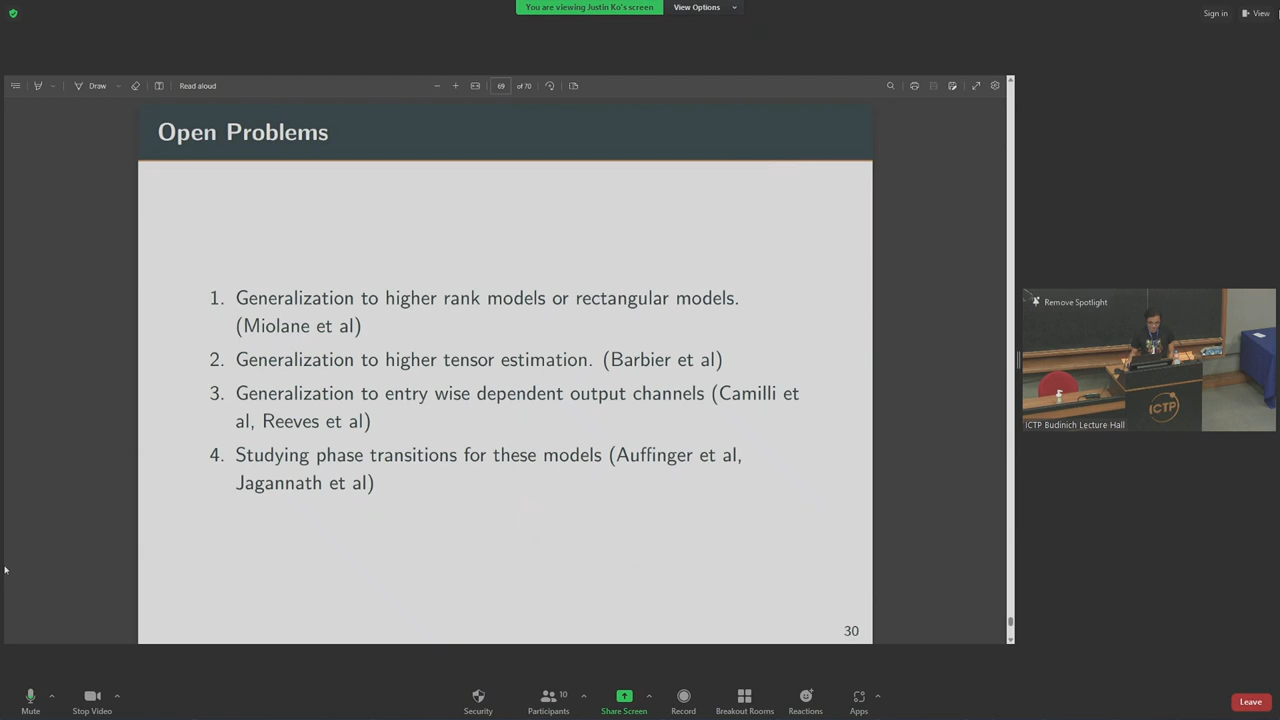 You are viewing Justin Ko's screen
View Options
Sign in
View
Draw
Read aloud
69 of 70
Open Problems
1. Generalization to higher rank models or rectangular models.
(Miolane et al)
2. Generalization to higher tensor estimation. (Barbier et al)
3. Generalization to entry wise dependent output channels (Camilli et
al, Reeves et al)
4. Studying phase transitions for these models (Auffinger et al,
Jagannath et al)
30
Remove Spotlight
ICTP
ICTP Budinich Lecture Hall
Mute
Stop Video
Security
Participants
10
Share Screen
Record
Breakout Rooms
Reactions
Apps
Leave